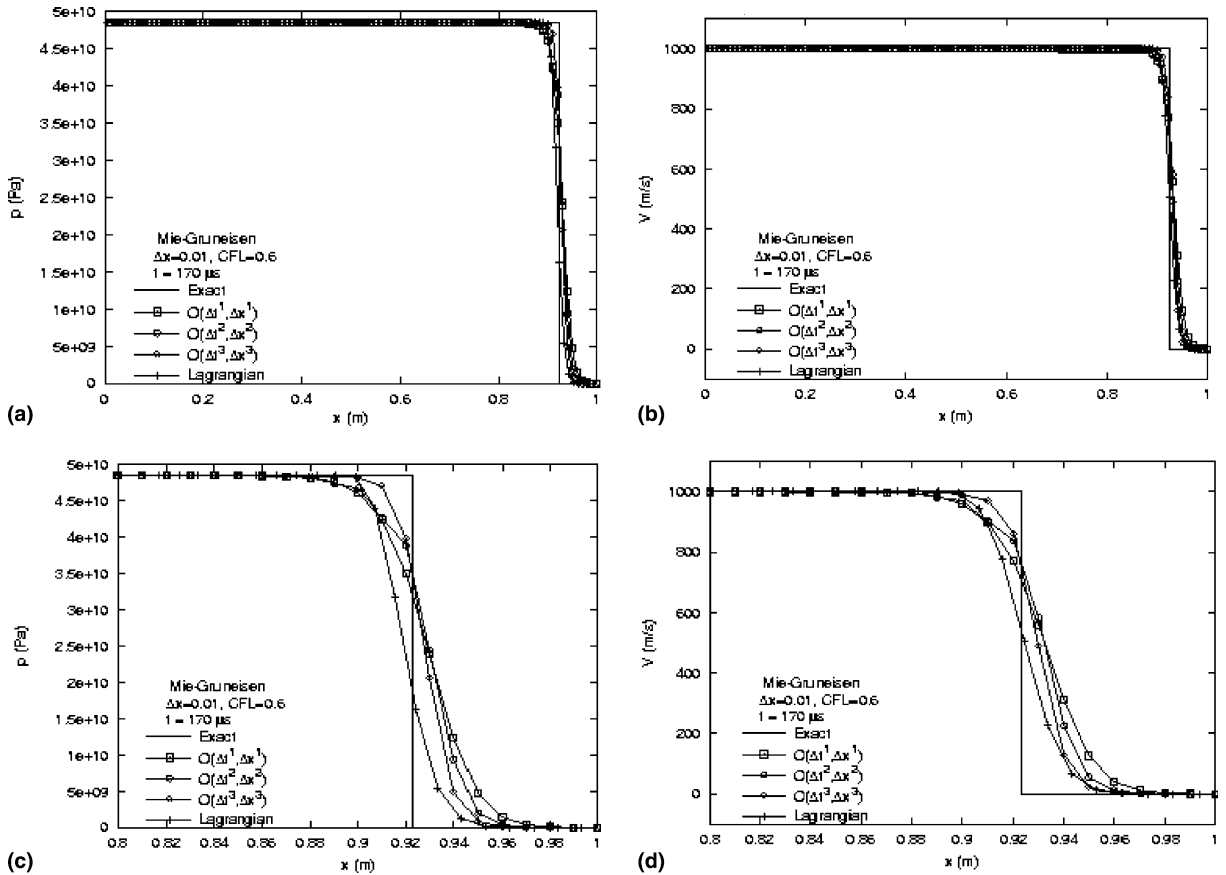 5e+10
4.5e+10
4e+10
3.5e+10
3e+10
2.5e+10
2e+10
1.5e+10
1e+10
5e+09
0
p (Pa)
Mie-Gruneisen
Δx=0.01, CFL=0.6
t = 170 μs
Exact
O(Δt¹,Δx¹)
O(Δt²,Δx²)
O(Δt³,Δx³)
Lagrangian
0 0.2 0.4 0.6 0.8 1
x (m)
(a)
1000
800
600
400
200
0
V (m/s)
Mie-Gruneisen
Δx=0.01, CFL=0.6
t = 170 μs
Exact
O(Δt¹,Δx¹)
O(Δt²,Δx²)
O(Δt³,Δx³)
Lagrangian
0 0.2 0.4 0.6 0.8 1
x (m)
(b)
5e+10
4.5e+10
4e+10
3.5e+10
3e+10
2.5e+10
2e+10
1.5e+10
1e+10
5e+09
0
p (Pa)
Mie-Gruneisen
Δx=0.01, CFL=0.6
t = 170 μs
Exact
O(Δt¹,Δx¹)
O(Δt²,Δx²)
O(Δt³,Δx³)
Lagrangian
0.8 0.82 0.84 0.86 0.88 0.9 0.92 0.94 0.96 0.98 1
x (m)
(c)
1000
800
600
400
200
0
V (m/s)
Mie-Gruneisen
Δx=0.01, CFL=0.6
t = 170 μs
Exact
O(Δt¹,Δx¹)
O(Δt²,Δx²)
O(Δt³,Δx³)
Lagrangian
0.8 0.82 0.84 0.86 0.88 0.9 0.92 0.94 0.96 0.98 1
x (m)
(d)